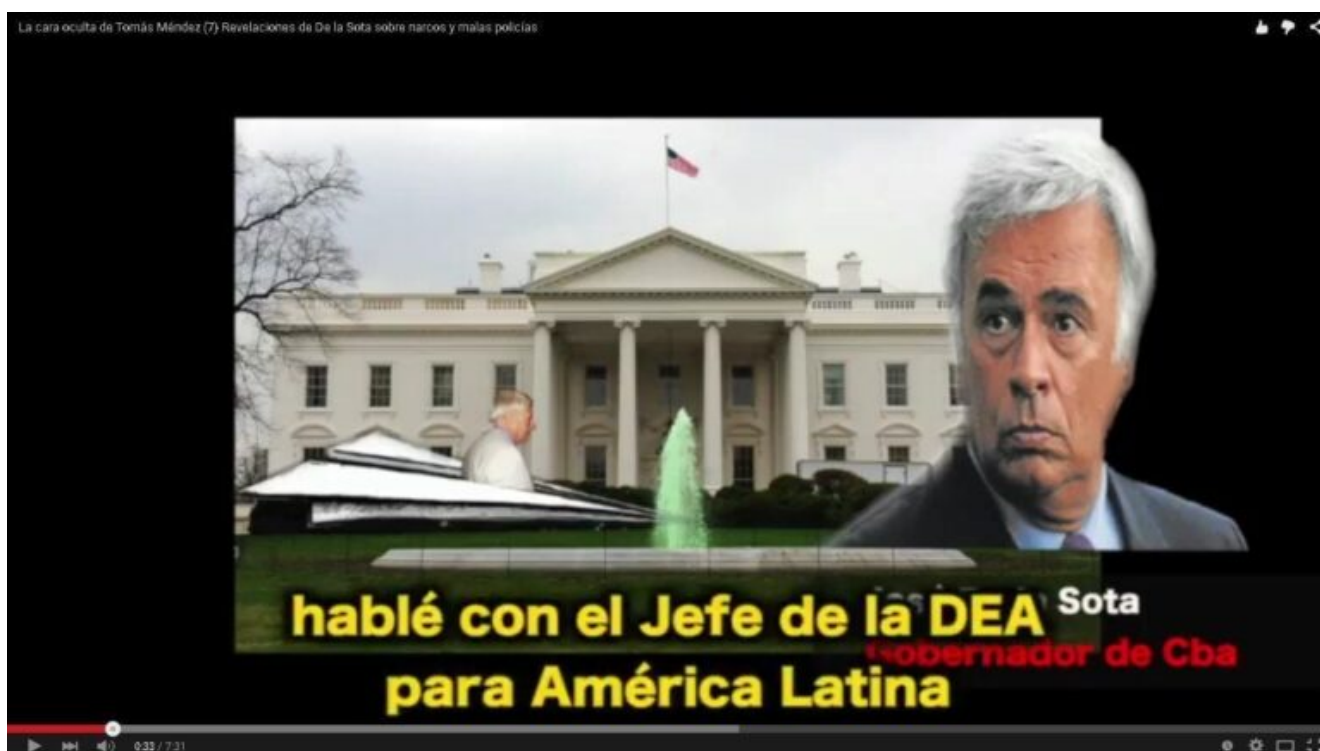 La cara oculta de Tomás Méndez (7) Revelaciones de De la Sota sobre narcos y malas policías
hablé con el Jefe de la DEA
para América Latina
Sota
Gobernador de Cba
0:33 / 7:31